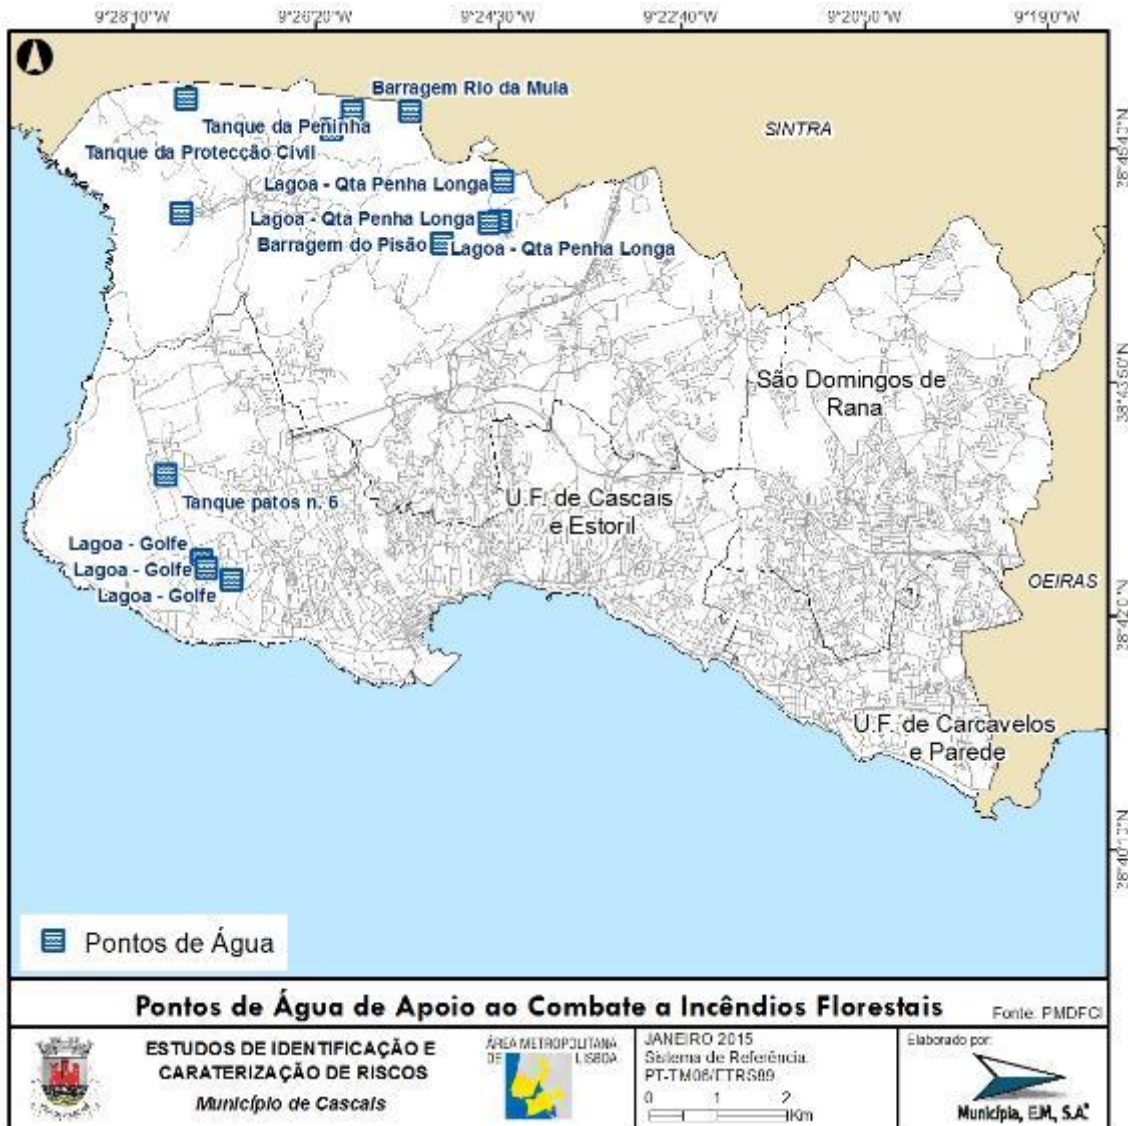 9°28'10"W
9°26'20"W
9°24'30"W
9°22'40"W
9°20'50"W
9°19'0"W
Barragem Rio da Mula
SINTRA
Tanque da Peninha
Tanque da Protecção Civil
Lagoa - Qta Penha Longa
Lagoa - Qta Penha Longa
Barragem do Pisão
Lagoa - Qta Penha Longa
São Domingos de
Rana
U.F. de Cascais
e Estoril
Tanque patos n. 6
Lagoa - Golfe
Lagoa - Golfe
Lagoa - Golfe
OEIRAS
U.F. de Carcavelos
e Parede
Pontos de Água
Pontos de Água de Apoio ao Combate a Incêndios Florestais
Fonte: PMDFCI
ESTUDOS DE IDENTIFICAÇÃO E
CARATERIZAÇÃO DE RISCOS
Município de Cascais
ÁREA METROPOLITANA
DE LISBOA
JANEIRO 2015
Sistema de Referência:
PT-TM06/ETRS89
0 1 2
Km
Elaborado por:
Municípia, E.M., S.A.